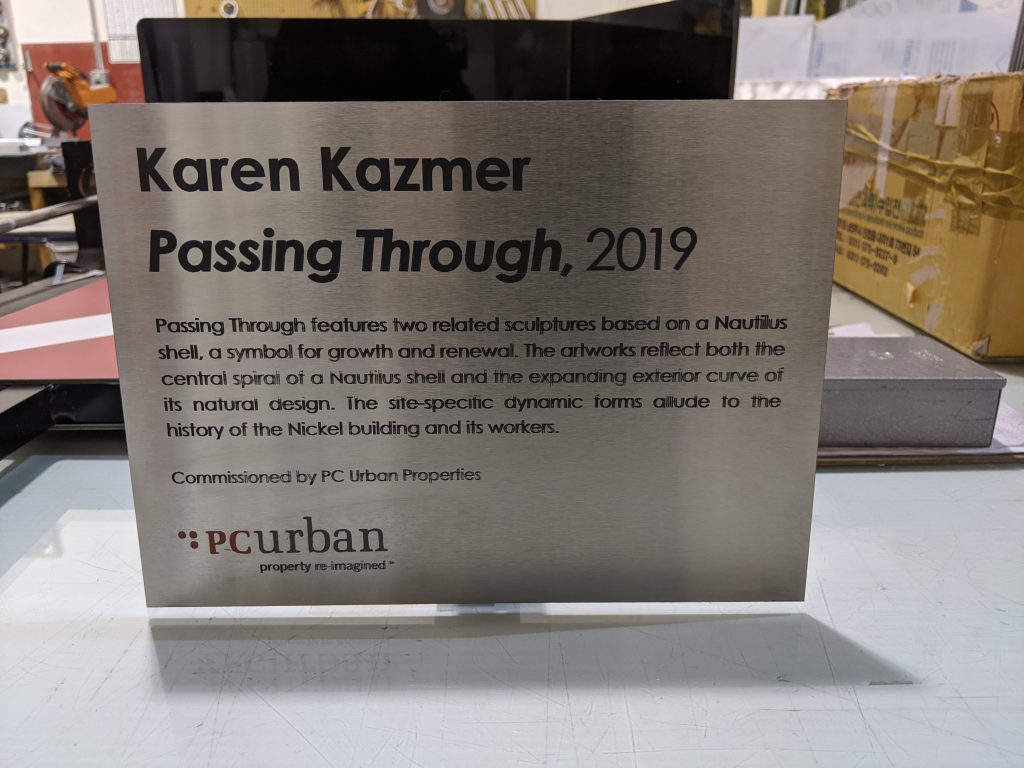 Karen Kazmer
Passing Through, 2019
Passing Through features two related sculptures based on a Nautilus
shell, a symbol for growth and renewal. The artworks reflect both the
central spiral of a Nautilus shell and the expanding exterior curve of
its natural design. The site-specific dynamic forms allude to the
history of the Nickel building and its workers.
Commissioned by PC Urban Properties
PCurban
property re-imagined ™